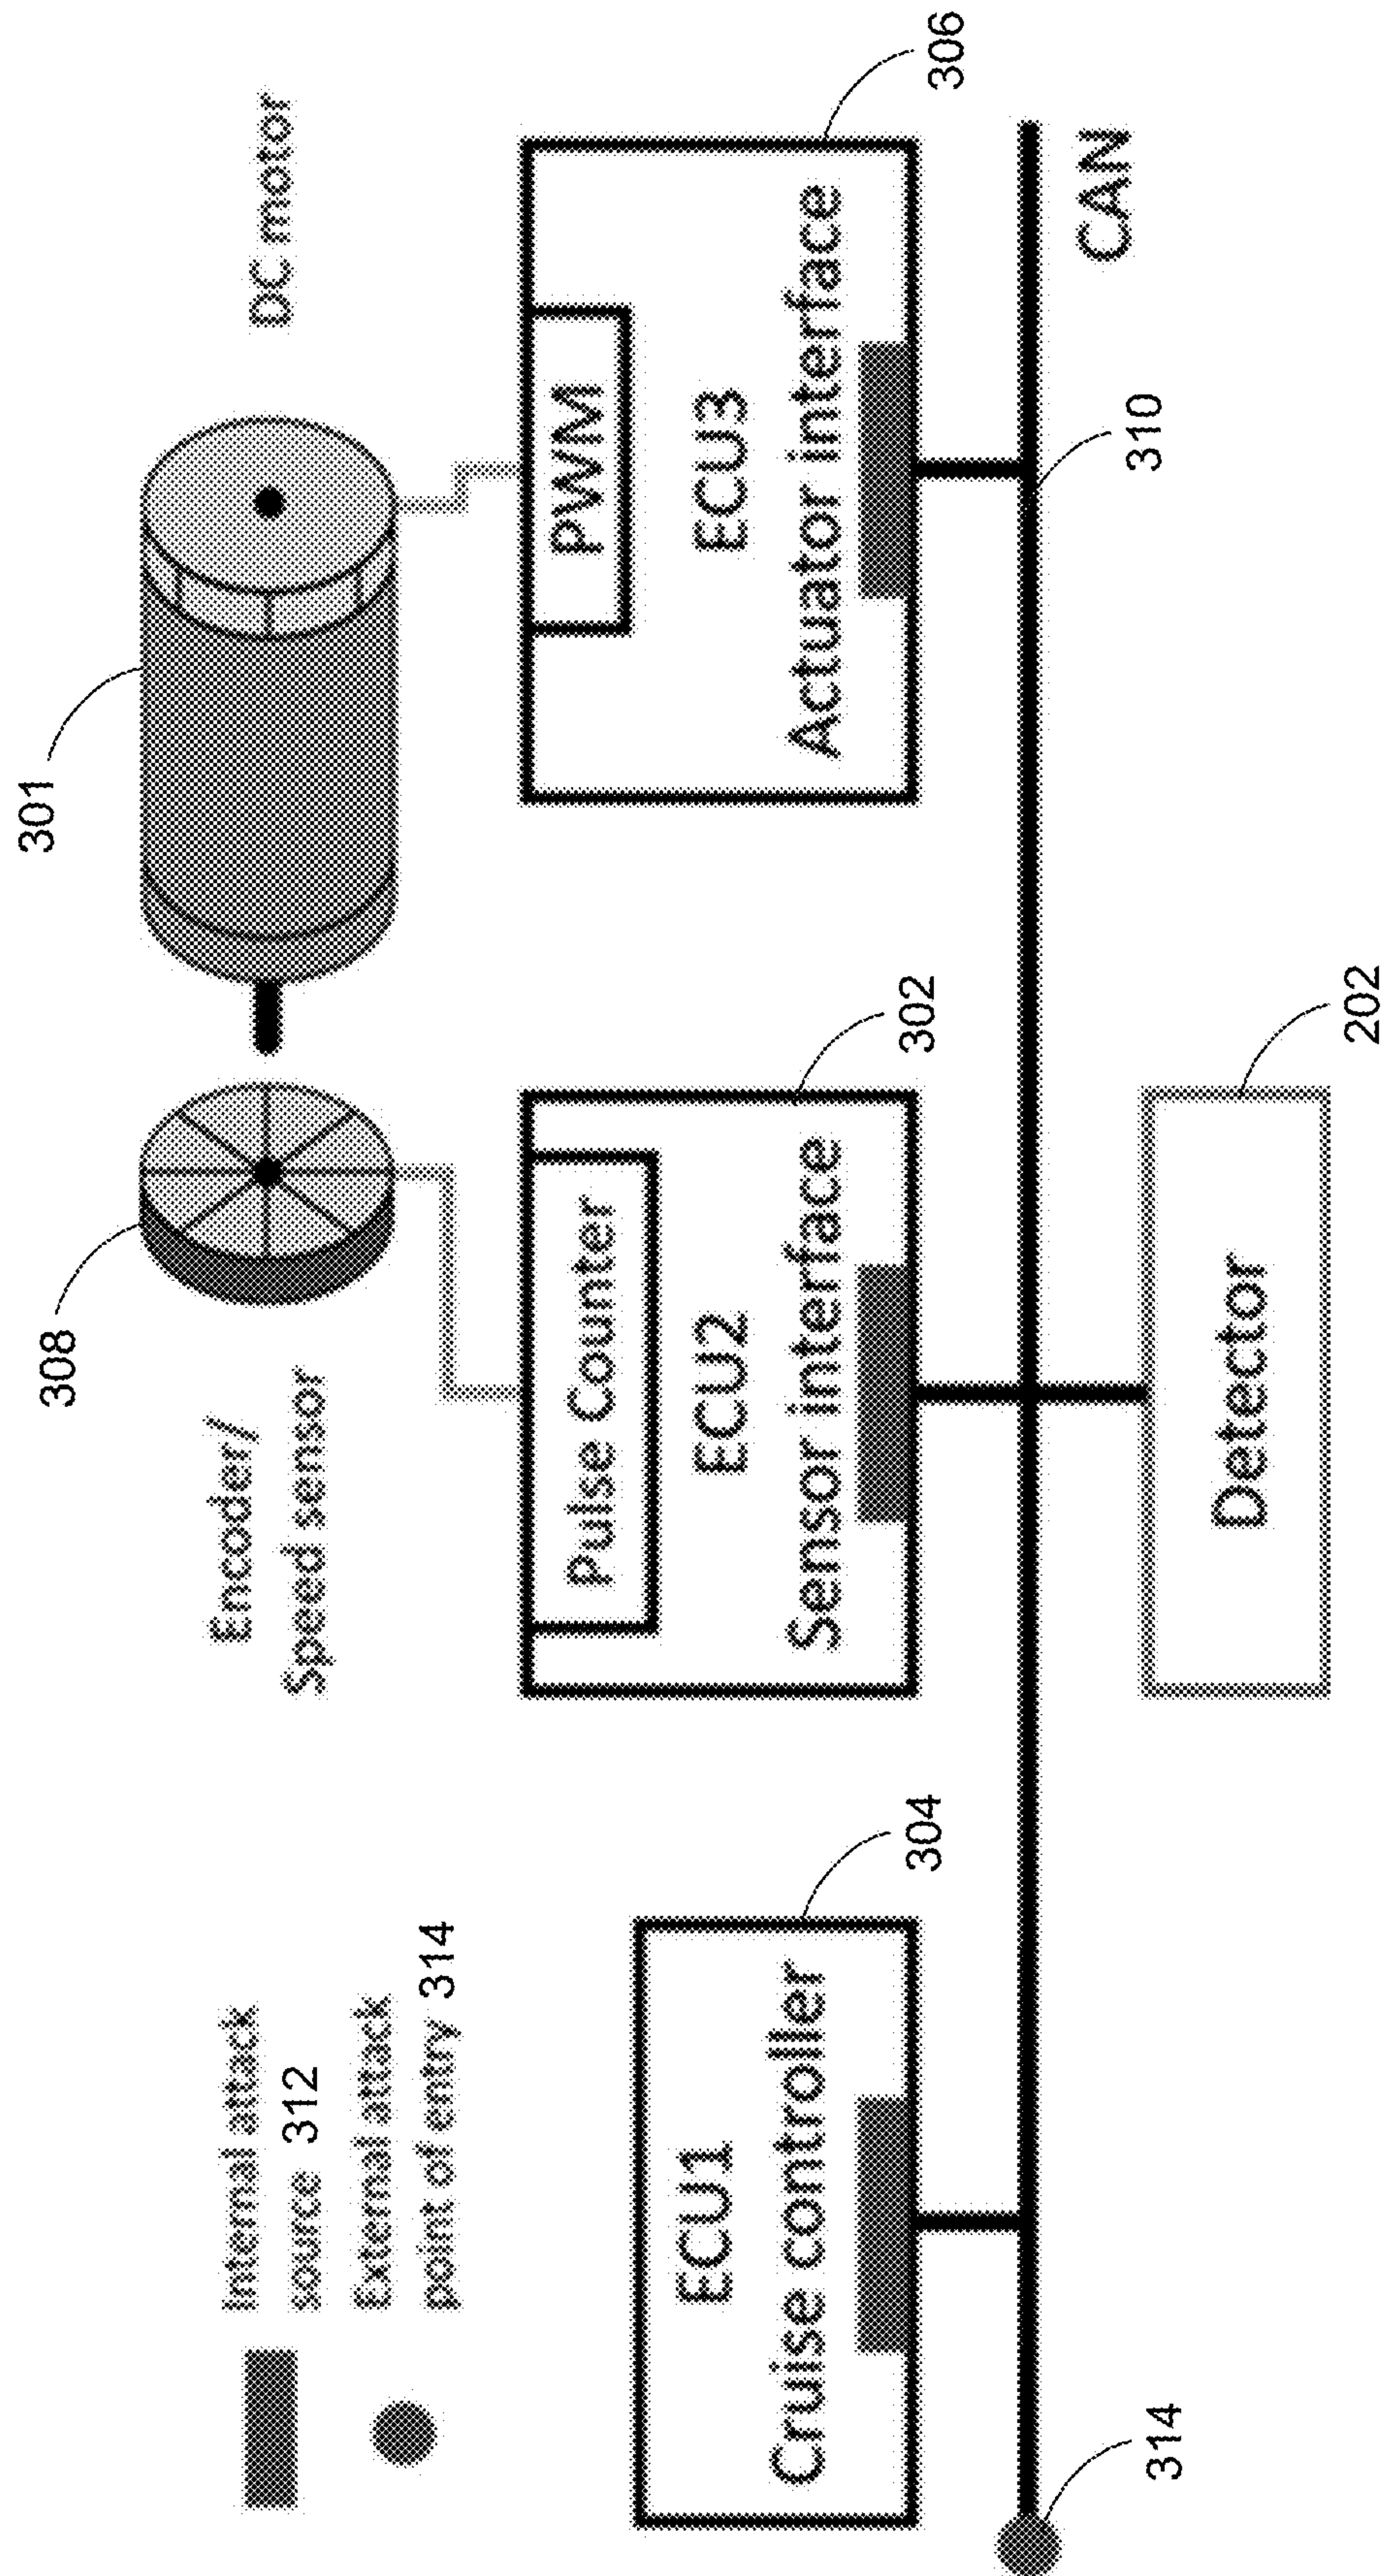 Internal attack
source 312
External attack
point of entry 314
Encoder/
Speed sensor
308
301
DC motor
ECU1
Cruise controller
304
Pulse Counter
ECU2
Sensor interface
302
PWM
ECU3
Actuator interface
306
314
310
CAN
Detector
202